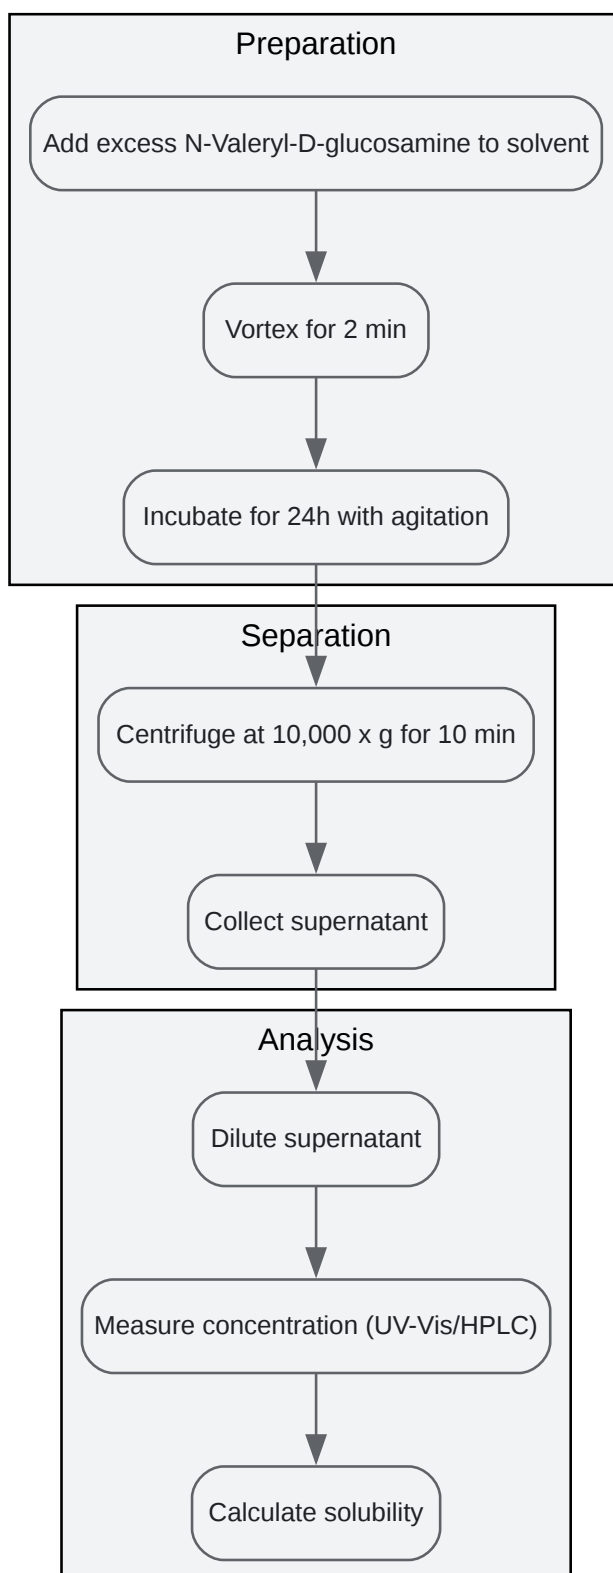 Preparation
Add excess N-Valeryl-D-glucosamine to solvent
Vortex for 2 min
Incubate for 24h with agitation
Separation
Centrifuge at 10,000 x g for 10 min
Collect supernatant
Analysis
Dilute supernatant
Measure concentration (UV-Vis/HPLC)
Calculate solubility